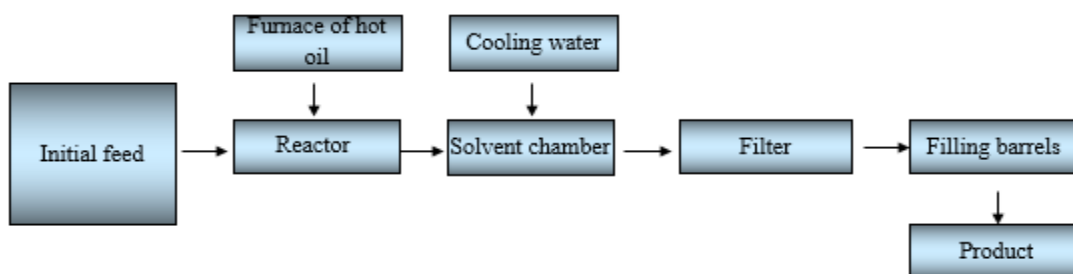 Furnace of hot
oil
Cooling water
Initial feed
Reactor
Solvent chamber
Filter
Filling barrels
Product